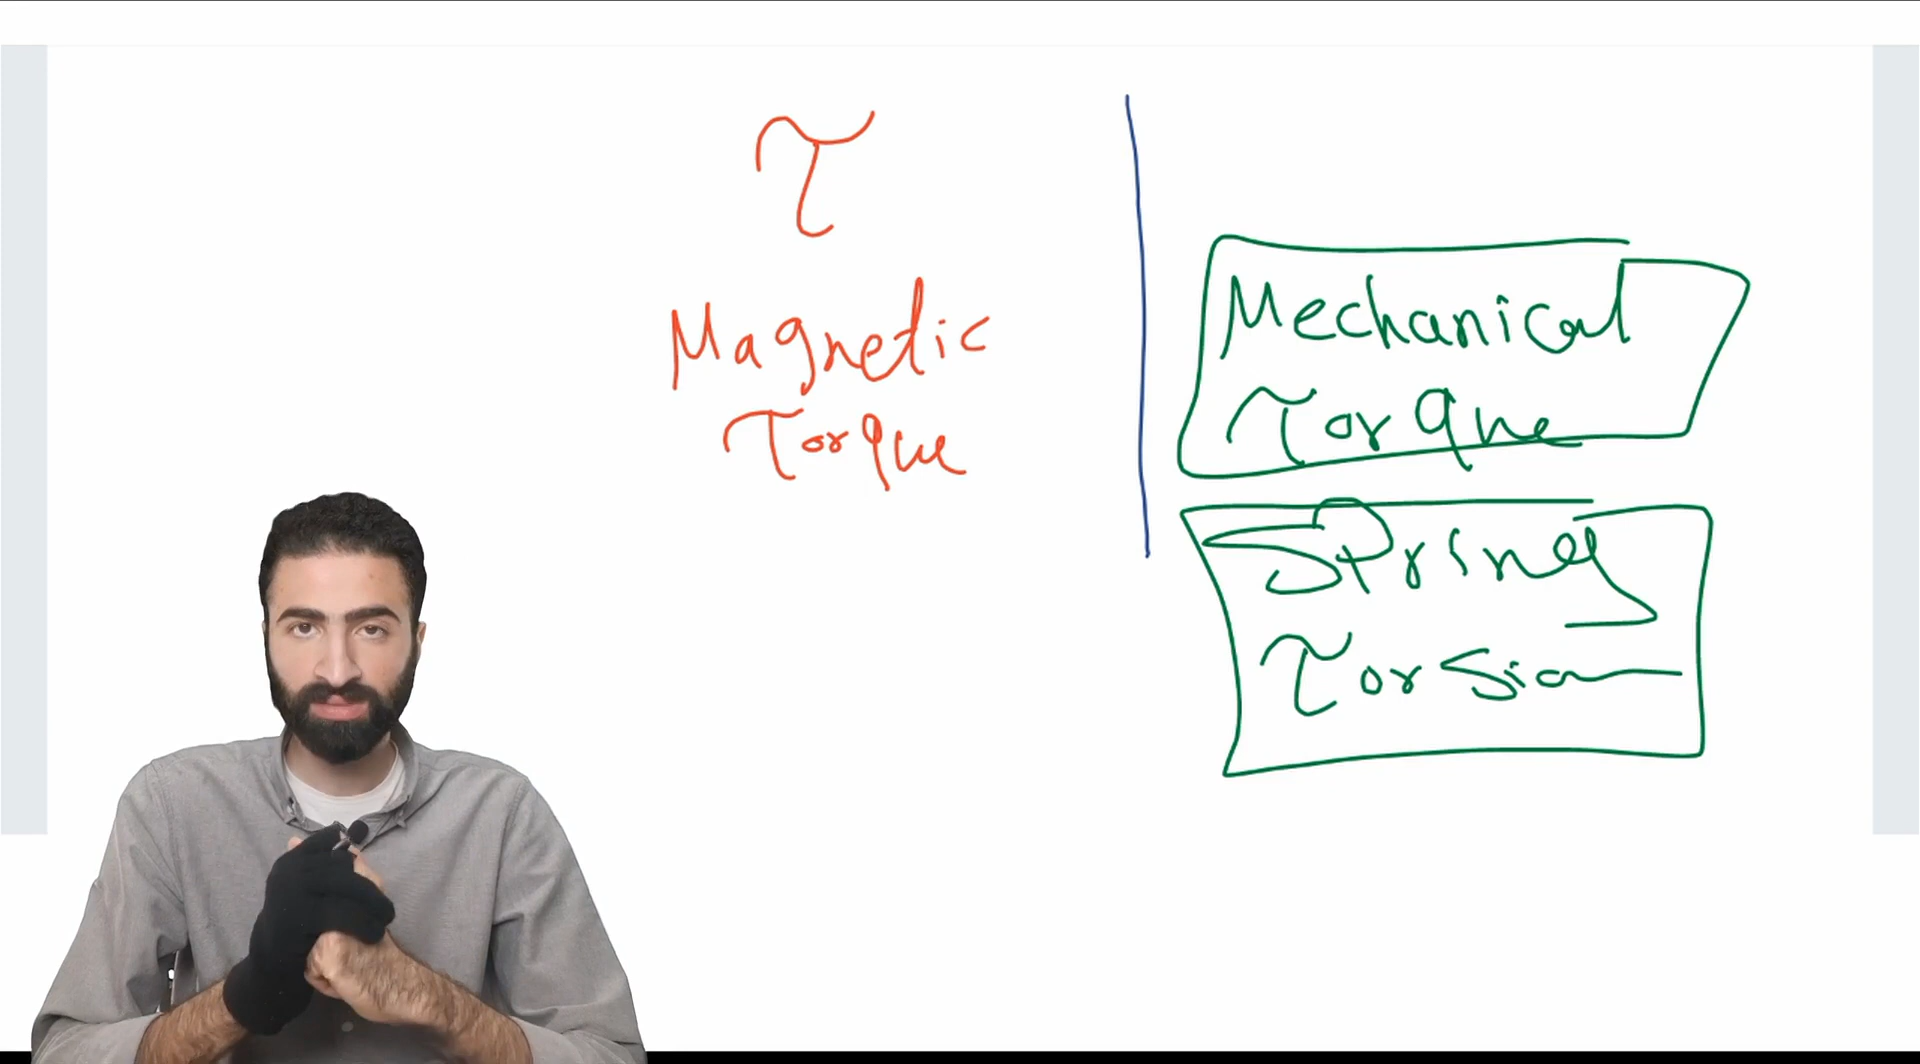 τ
Magnetic
Torque
Mechanical
Torque
Spring
Torsion